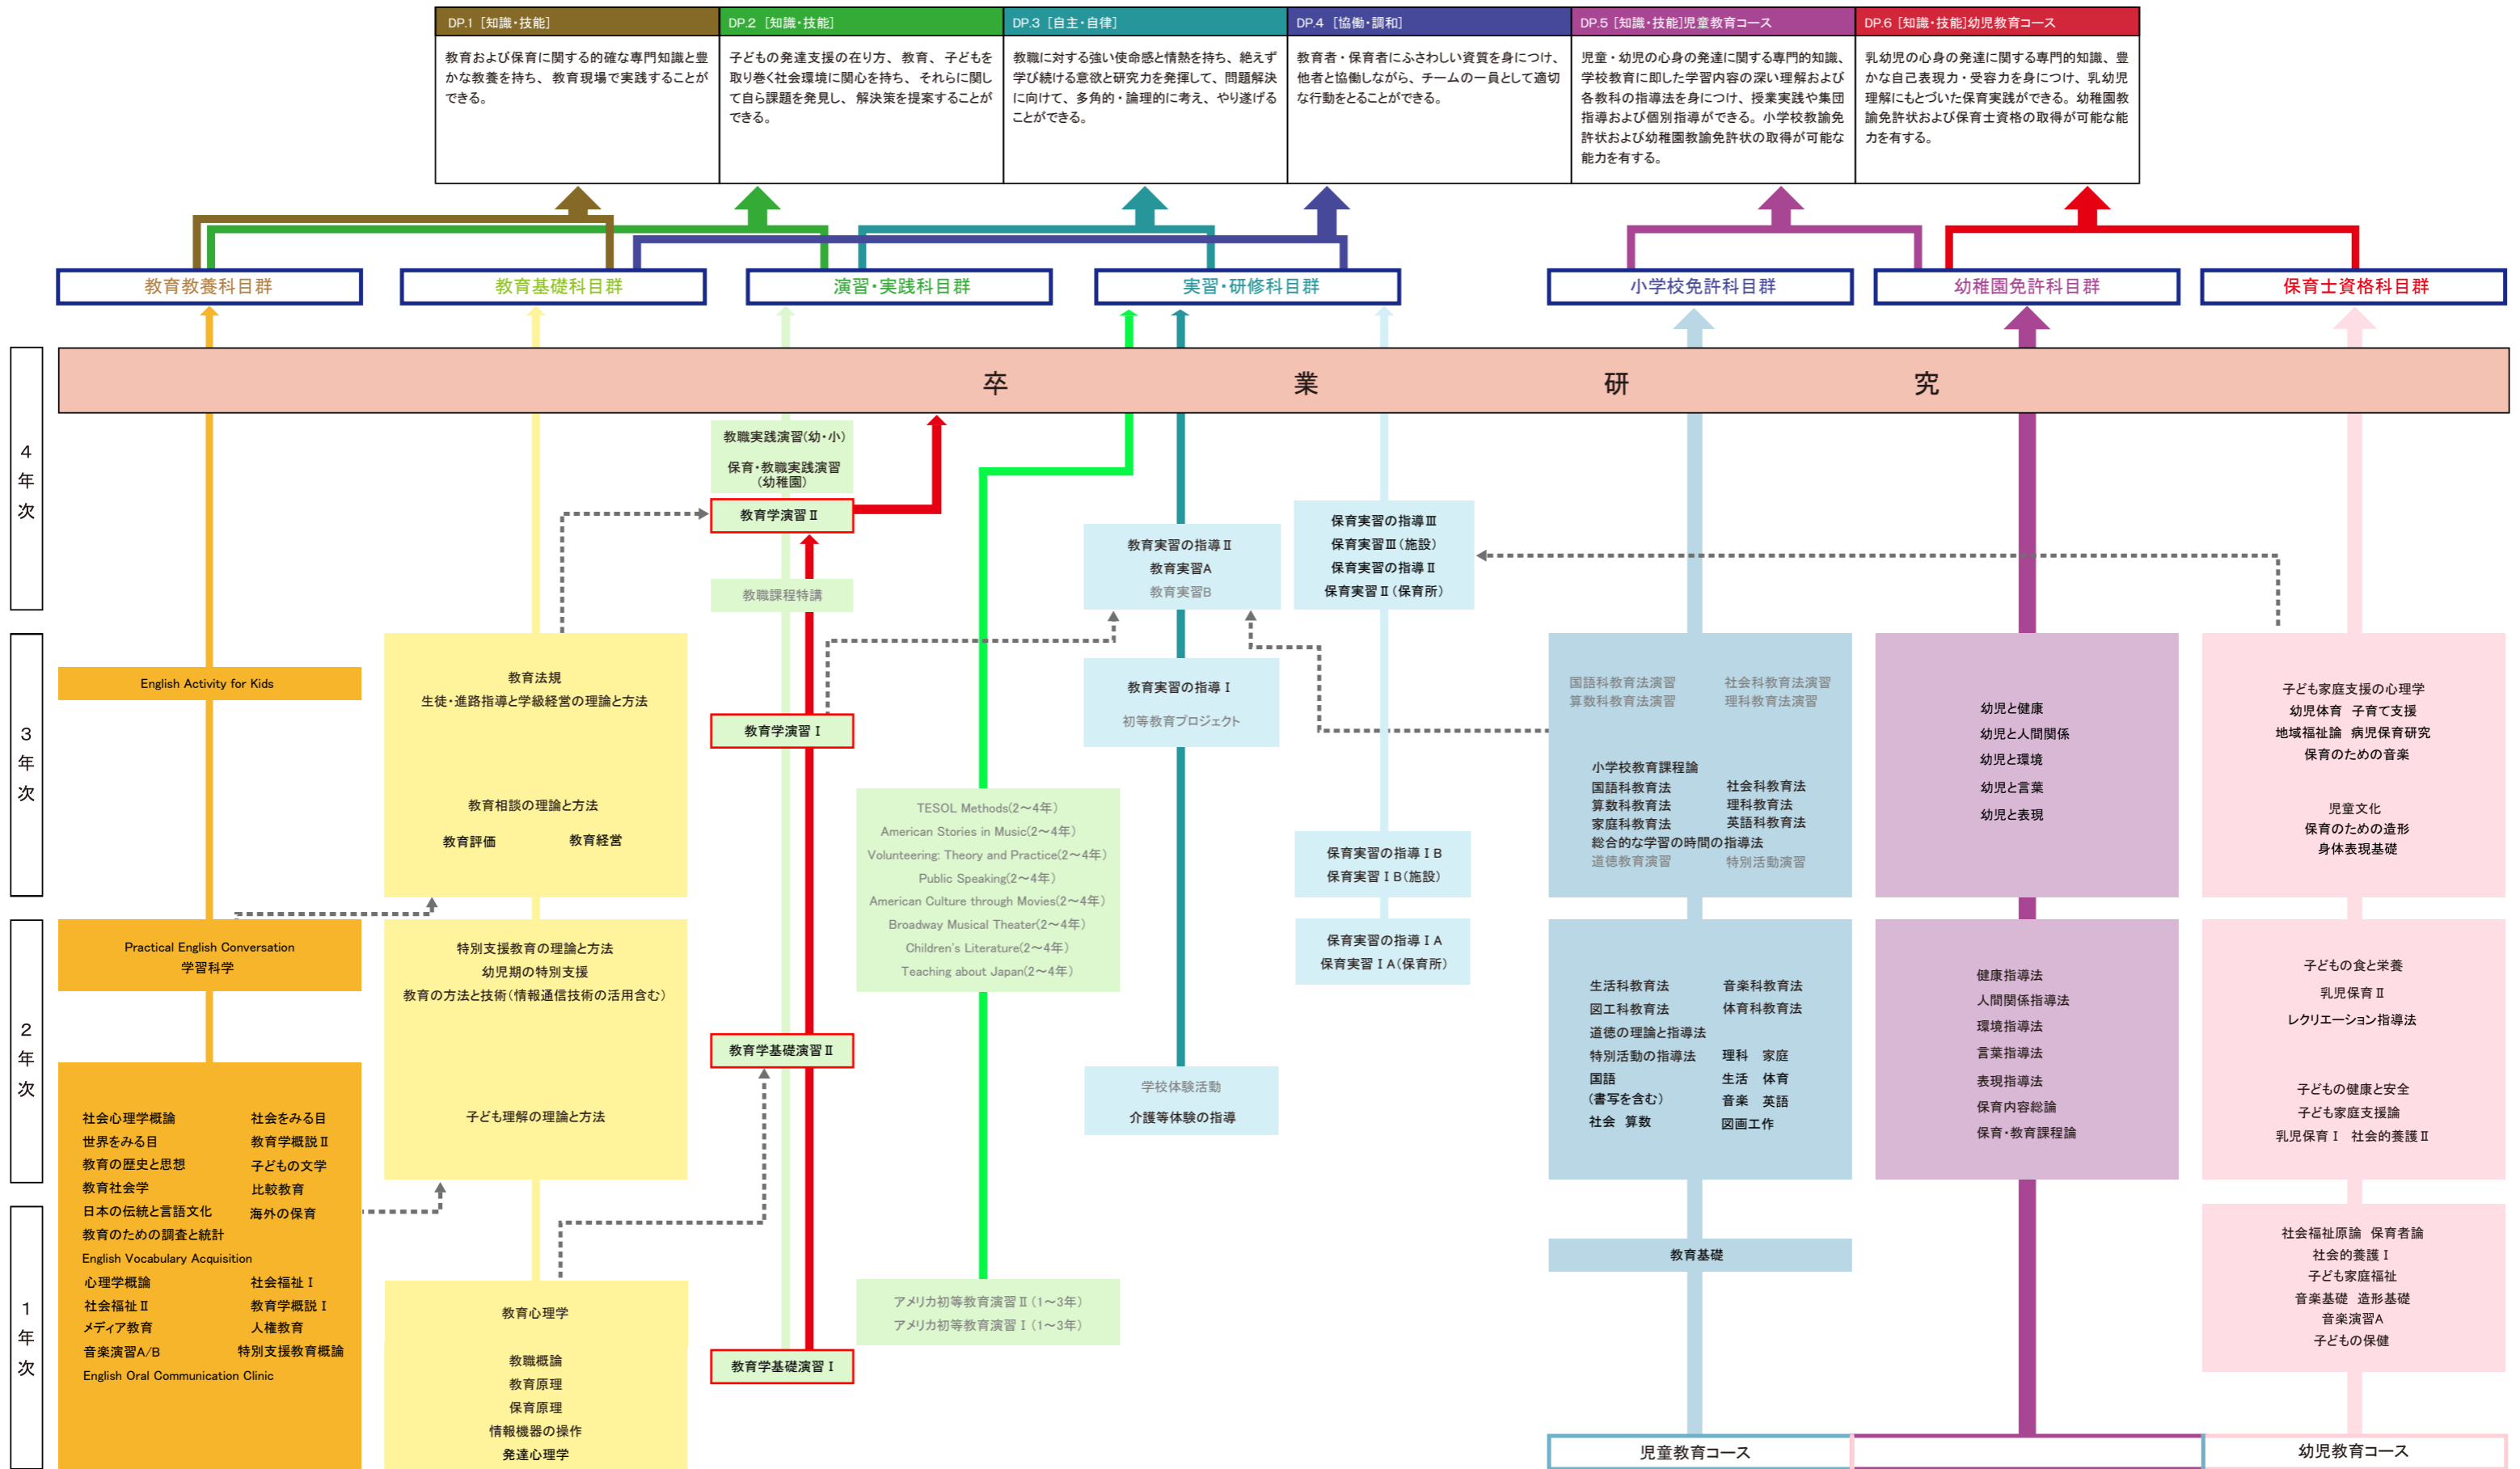 DP.1 [知識・技能]
教育および保育に関する的確な専門知識と豊
かな教養を持ち、教育現場で実践することが
できる。
DP.2 [知識・技能]
子どもの発達支援の在り方、教育、子どもを
取り巻く社会環境に関心を持ち、それらに関し
て自ら課題を発見し、解決策を提案することが
できる。
DP.3 [自主・自律]
教職に対する強い使命感と情熱を持ち、絶えず
学び続ける意欲と研究力を発揮して、問題解決
に向けて、多角的・論理的に考え、やり遂げる
ことができる。
DP.4 [協働・調和]
教育者・保育者にふさわしい資質を身につけ、
他者と協働しながら、チームの一員として適切
な行動をとることができる。
DP.5 [知識・技能]児童教育コース
児童・幼児の心身の発達に関する専門的知識、
学校教育に即した学習内容の深い理解および
各教科の指導法を身につけ、授業実践や集団
指導および個別指導ができる。小学校教諭免
許状および幼稚園教諭免許状の取得が可能な
能力を有する。
DP.6 [知識・技能]幼児教育コース
乳幼児の心身の発達に関する専門的知識、豊
かな自己表現力・受容力を身につけ、乳幼児
理解にもとづいた保育実践ができる。幼稚園教
諭免許状および保育士資格の取得が可能な能
力を有する。
教育教養科目群
教育基礎科目群
演習・実践科目群
実習・研修科目群
小学校免許科目群
幼稚園免許科目群
保育士資格科目群
卒業研究
4年次
教職実践演習(幼・小)
保育・教職実践演習
(幼稚園)
教育学演習Ⅱ
教職課程特講
教育実習の指導Ⅱ
教育実習A
教育実習B
保育実習の指導Ⅲ
保育実習Ⅲ(施設)
保育実習の指導Ⅱ
保育実習Ⅱ(保育所)
3年次
English Activity for Kids
教育法規
生徒・進路指導と学級経営の理論と方法
教育相談の理論と方法
教育評価 教育経営
教育学演習Ⅰ
教育実習の指導Ⅰ
初等教育プロジェクト
TESOL Methods(2～4年)
American Stories in Music(2～4年)
Volunteering: Theory and Practice(2～4年)
Public Speaking(2～4年)
American Culture through Movies(2～4年)
Broadway Musical Theater(2～4年)
Children's Literature(2～4年)
Teaching about Japan(2～4年)
保育実習の指導ⅠB
保育実習ⅠB(施設)
国語科教育法演習 社会科教育法演習
算数科教育法演習 理科教育法演習
小学校教育課程論
国語科教育法 社会科教育法
算数科教育法 理科教育法
家庭科教育法 英語科教育法
総合的な学習の時間の指導法
道徳教育演習 特別活動演習
幼児と健康
幼児と人間関係
幼児と環境
幼児と言葉
幼児と表現
子ども家庭支援の心理学
幼児体育 子育て支援
地域福祉論 病児保育研究
保育のための音楽
児童文化
保育のための造形
身体表現基礎
2年次
Practical English Conversation
学習科学
特別支援教育の理論と方法
幼児期の特別支援
教育の方法と技術(情報通信技術の活用含む)
子ども理解の理論と方法
教育学基礎演習Ⅱ
保育実習の指導ⅠA
保育実習ⅠA(保育所)
学校体験活動
介護等体験の指導
生活科教育法 音楽科教育法
図工科教育法 体育科教育法
道徳の理論と指導法
特別活動の指導法 理科 家庭
国語 生活 体育
(書写を含む) 音楽 英語
社会 算数 図画工作
健康指導法
人間関係指導法
環境指導法
言葉指導法
表現指導法
保育内容総論
保育・教育課程論
子どもの食と栄養
乳児保育Ⅱ
レクリエーション指導法
子どもの健康と安全
子ども家庭支援論
乳児保育Ⅰ 社会的養護Ⅱ
社会心理学概論 社会をみる目
世界をみる目 教育学概説Ⅱ
教育の歴史と思想 子どもの文学
教育社会学 比較教育
日本の伝統と言語文化 海外の保育
教育のための調査と統計
English Vocabulary Acquisition
心理学概論 社会福祉Ⅰ
社会福祉Ⅱ 教育学概説Ⅰ
メディア教育 人権教育
音楽演習A/B 特別支援教育概論
English Oral Communication Clinic
1年次
教育心理学
教職概論
教育原理
保育原理
情報機器の操作
発達心理学
教育学基礎演習Ⅰ
アメリカ初等教育演習Ⅱ(1～3年)
アメリカ初等教育演習Ⅰ(1～3年)
教育基礎
社会福祉原論 保育者論
社会的養護Ⅰ
子ども家庭福祉
音楽基礎 造形基礎
音楽演習A
子どもの保健
児童教育コース
幼児教育コース